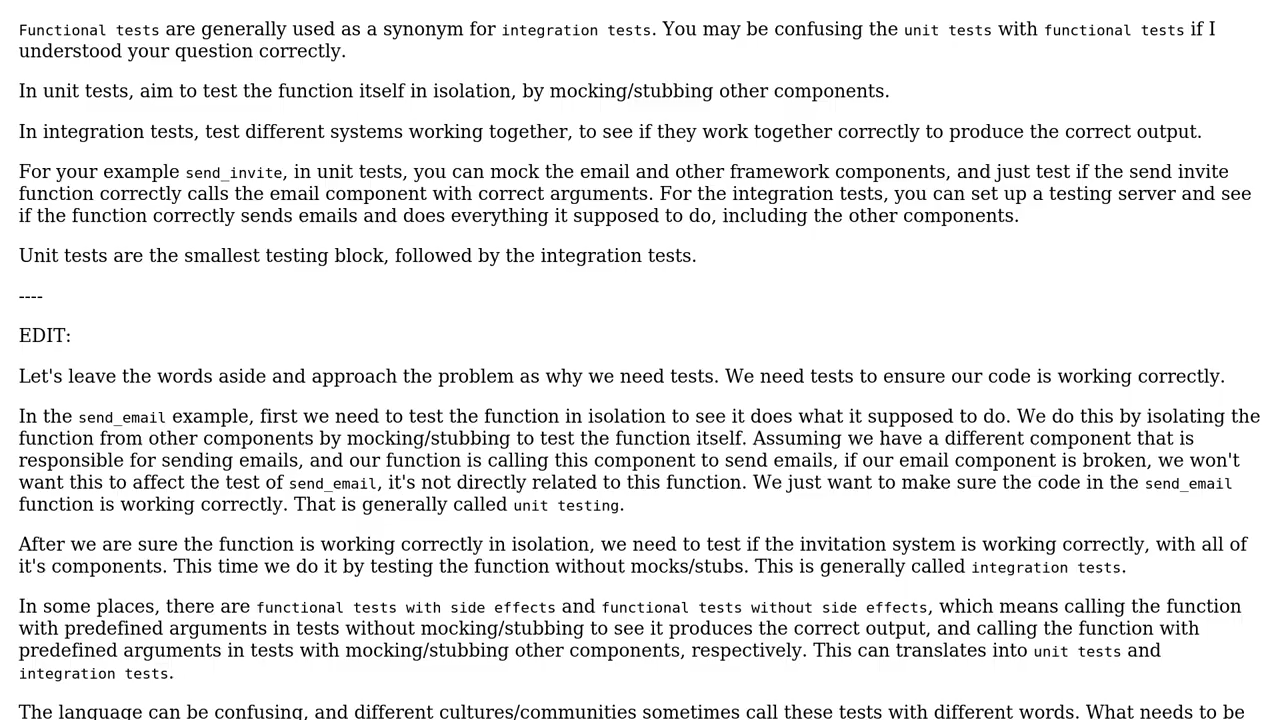 Functional tests are generally used as a synonym for integration tests. You may be confusing the unit tests with functional tests if I
understood your question correctly.
In unit tests, aim to test the function itself in isolation, by mocking/stubbing other components.
In integration tests, test different systems working together, to see if they work together correctly to produce the correct output.
For your example send_invite, in unit tests, you can mock the email and other framework components, and just test if the send invite
function correctly calls the email component with correct arguments. For the integration tests, you can set up a testing server and see
if the function correctly sends emails and does everything it supposed to do, including the other components.
Unit tests are the smallest testing block, followed by the integration tests.
----
EDIT:
Let's leave the words aside and approach the problem as why we need tests. We need tests to ensure our code is working correctly.
In the send_email example, first we need to test the function in isolation to see it does what it supposed to do. We do this by isolating the
function from other components by mocking/stubbing to test the function itself. Assuming we have a different component that is
responsible for sending emails, and our function is calling this component to send emails, if our email component is broken, we won't
want this to affect the test of send_email, it's not directly related to this function. We just want to make sure the code in the send_email
function is working correctly. That is generally called unit testing.
After we are sure the function is working correctly in isolation, we need to test if the invitation system is working correctly, with all of
it's components. This time we do it by testing the function without mocks/stubs. This is generally called integration tests.
In some places, there are functional tests with side effects and functional tests without side effects, which means calling the function
with predefined arguments in tests without mocking/stubbing to see it produces the correct output, and calling the function with
predefined arguments in tests with mocking/stubbing other components, respectively. This can translates into unit tests and
integration tests.
The language can be confusing, and different cultures/communities sometimes call these tests with different words. What needs to be